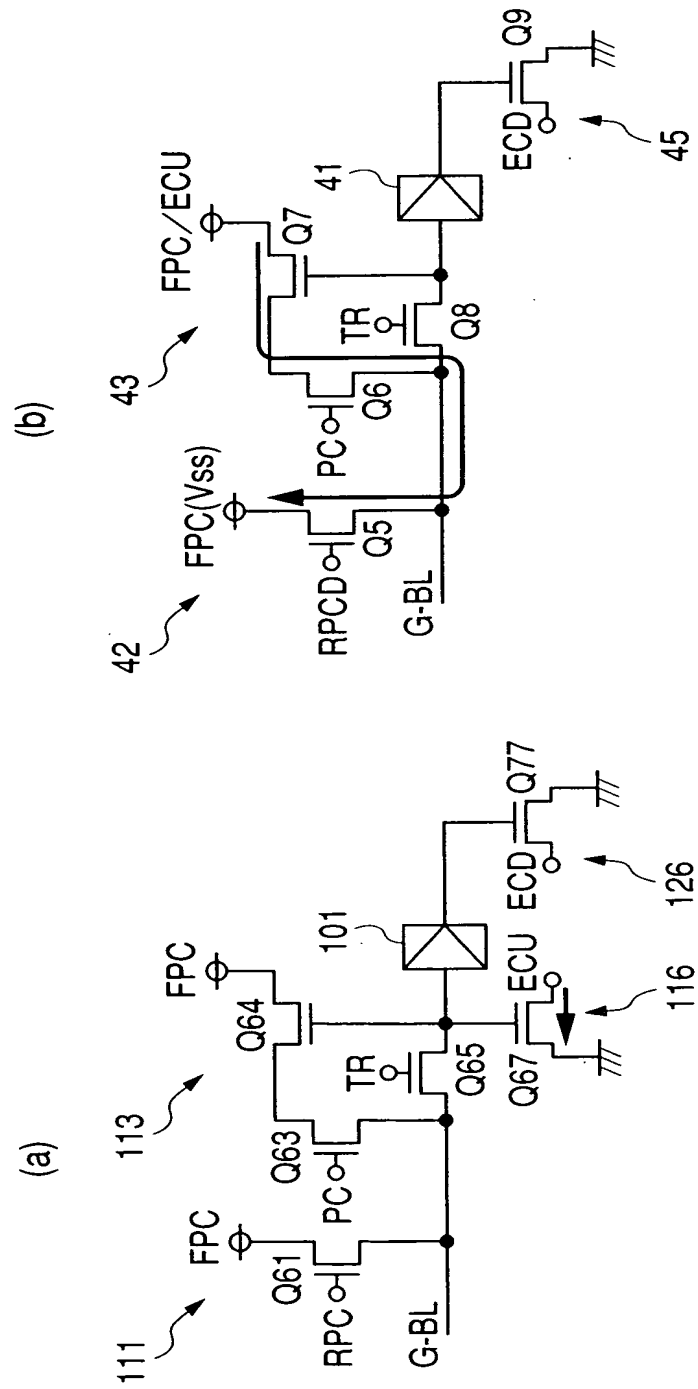 (a)
111
113
FPC
FPC
Q61
RPC
Q63
PC
Q64
TR
Q65
G-BL
101
Q67
ECU
116
ECD
Q77
126
(b)
42
43
FPC(Vss)
FPC/ECU
Q5
RPCD
Q6
PC
Q7
TR
Q8
G-BL
41
ECD
Q9
45